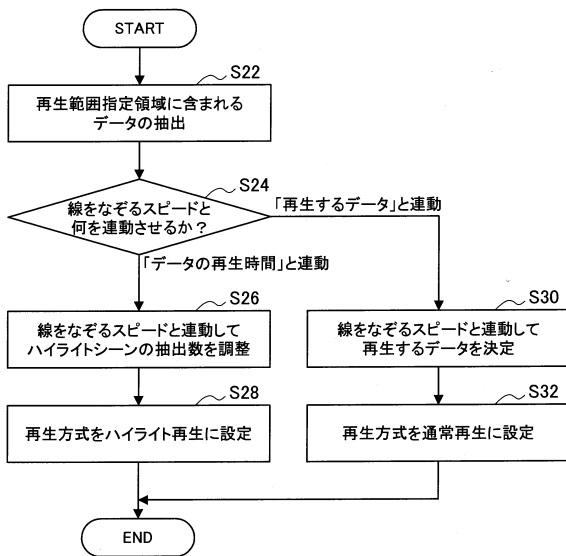 START
S22
再生範囲指定領域に含まれる
データの抽出
S24
線をなぞるスピードと
何を連動させるか？
「再生するデータ」と連動
「データの再生時間」と連動
S26
線をなぞるスピードと連動して
ハイライトシーンの抽出数を調整
S30
線をなぞるスピードと連動して
再生するデータを決定
S28
再生方式をハイライト再生に設定
S32
再生方式を通常再生に設定
END